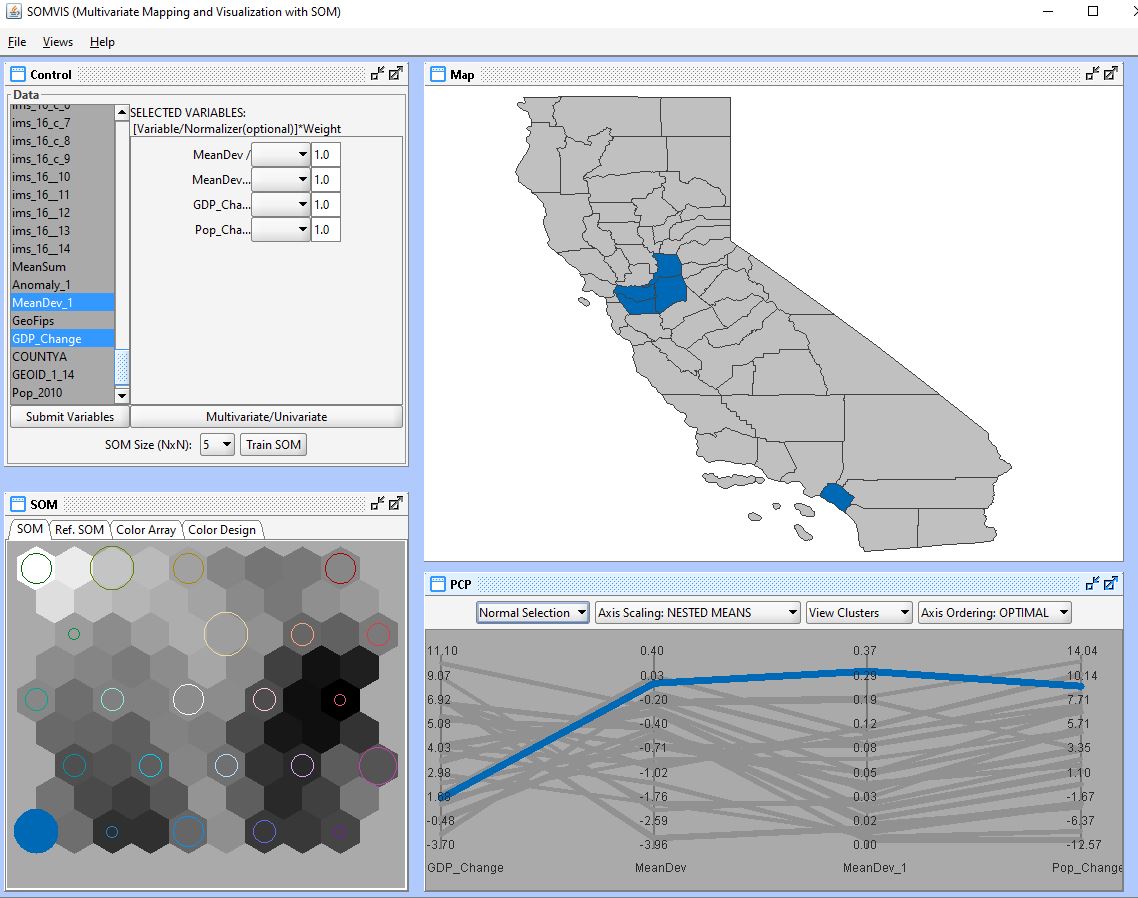 SOMVIS (Multivariate Mapping and Visualization with SOM)
File Views Help
Control
Data
ims_16_c_6
ims_16_c_7
ims_16_c_8
ims_16_c_9
ims_16__10
ims_16__11
ims_16__12
ims_16__13
ims_16__14
MeanSum
Anomaly_1
MeanDev_1
GeoFips
GDP_Change
COUNTYA
GEOID_1_14
Pop_2010
SELECTED VARIABLES:
[Variable/Normalizer(optional)]*Weight
MeanDev / 1.0
MeanDev... 1.0
GDP_Cha... 1.0
Pop_Cha... 1.0
Submit Variables Multivariate/Univariate
SOM Size (NxN): 5 Train SOM
Map
SOM
SOM Ref. SOM Color Array Color Design
PCP
Normal Selection Axis Scaling: NESTED MEANS View Clusters Axis Ordering: OPTIMAL
11.10 0.40 0.37 14.04
9.07 0.03 0.29 10.14
6.92 -0.20 0.19 7.71
5.08 -0.40 0.12 5.71
4.03 -0.71 0.08 3.35
2.98 -1.02 0.05 1.10
-1.76 0.03 -1.67
-0.48 -2.59 0.02 -6.37
-3.70 -3.96 0.00 -12.57
GDP_Change MeanDev MeanDev_1 Pop_Change